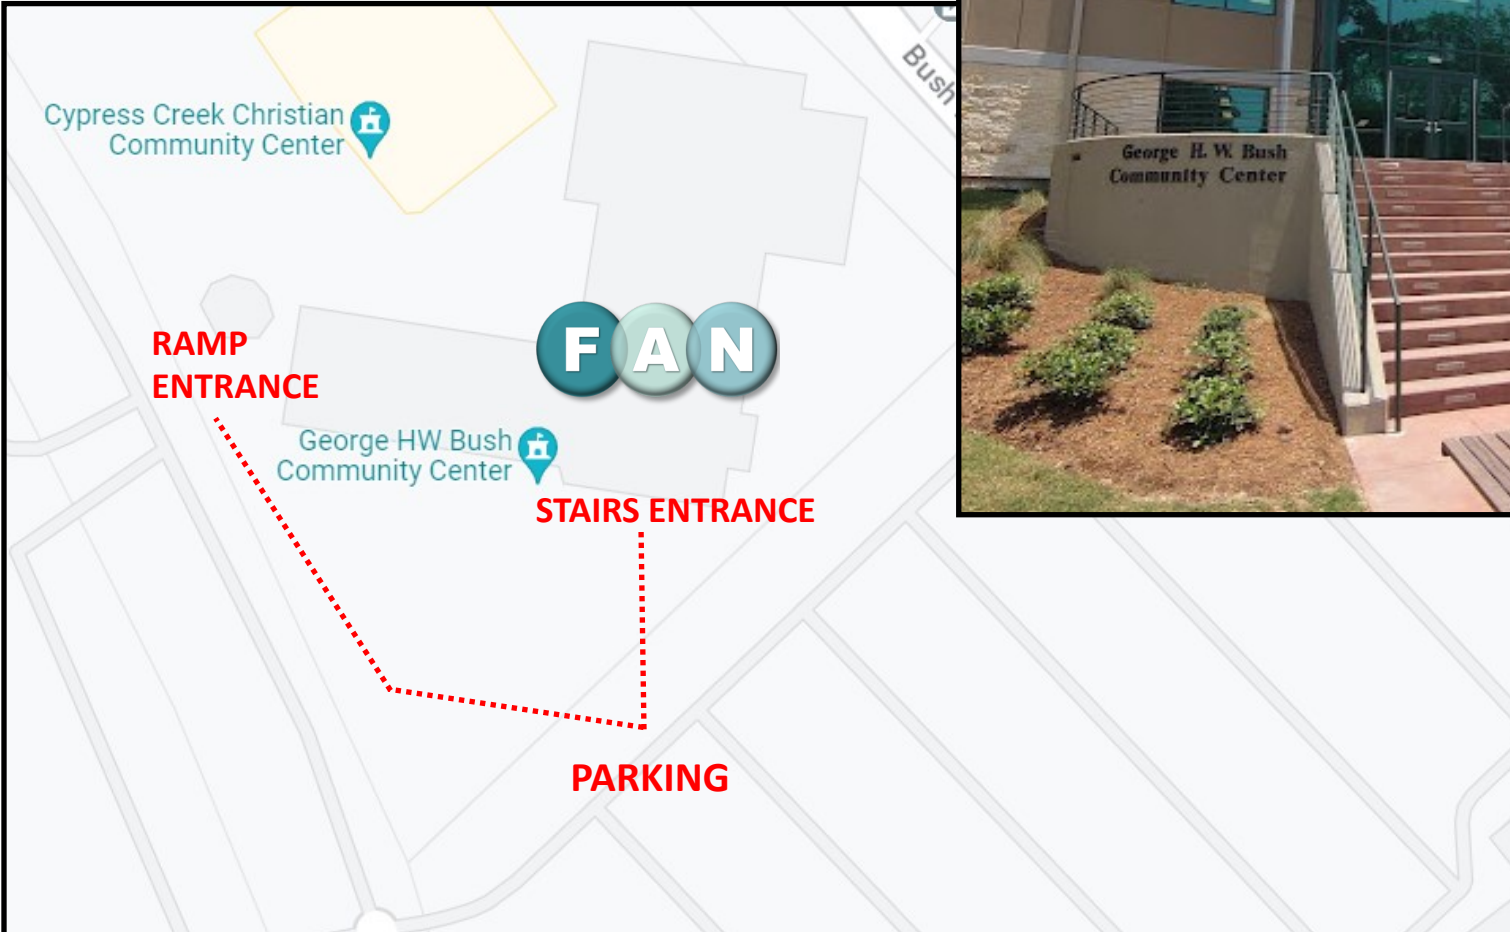 Cypress Creek Christian
Community Center
Bush
George H. W. Bush
Community Center
RAMP
ENTRANCE
FAN
George HW Bush
Community Center
STAIRS ENTRANCE
PARKING